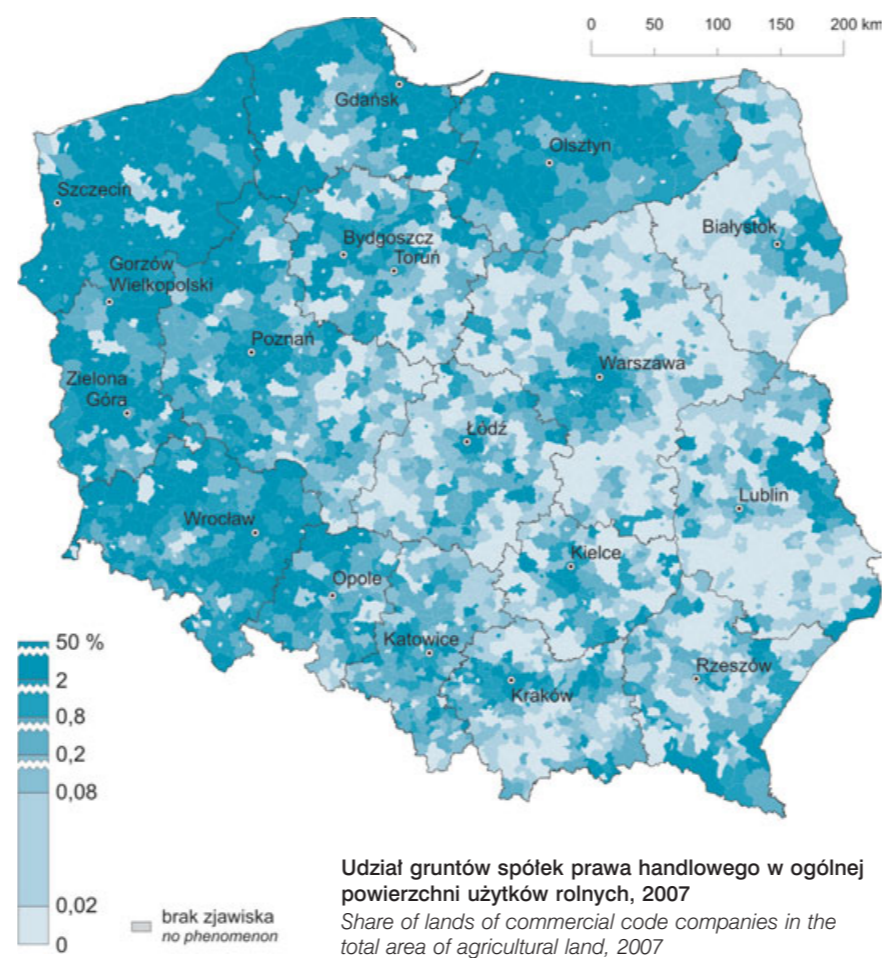 0 50 100 150 200 km
Gdańsk
Olsztyn
Szczecin
Białystok
Bydgoszcz
Toruń
Gorzów
Wielkopolski
Poznań
Warszawa
Zielona
Góra
Łódź
Lublin
Wrocław
Kielce
Opole
Katowice
Rzeszów
Kraków
50 %
2
0,8
0,2
0,08
0,02
0
brak zjawiska
no phenomenon
Udział gruntów spółek prawa handlowego w ogólnej
powierzchni użytków rolnych, 2007
Share of lands of commercial code companies in the
total area of agricultural land, 2007